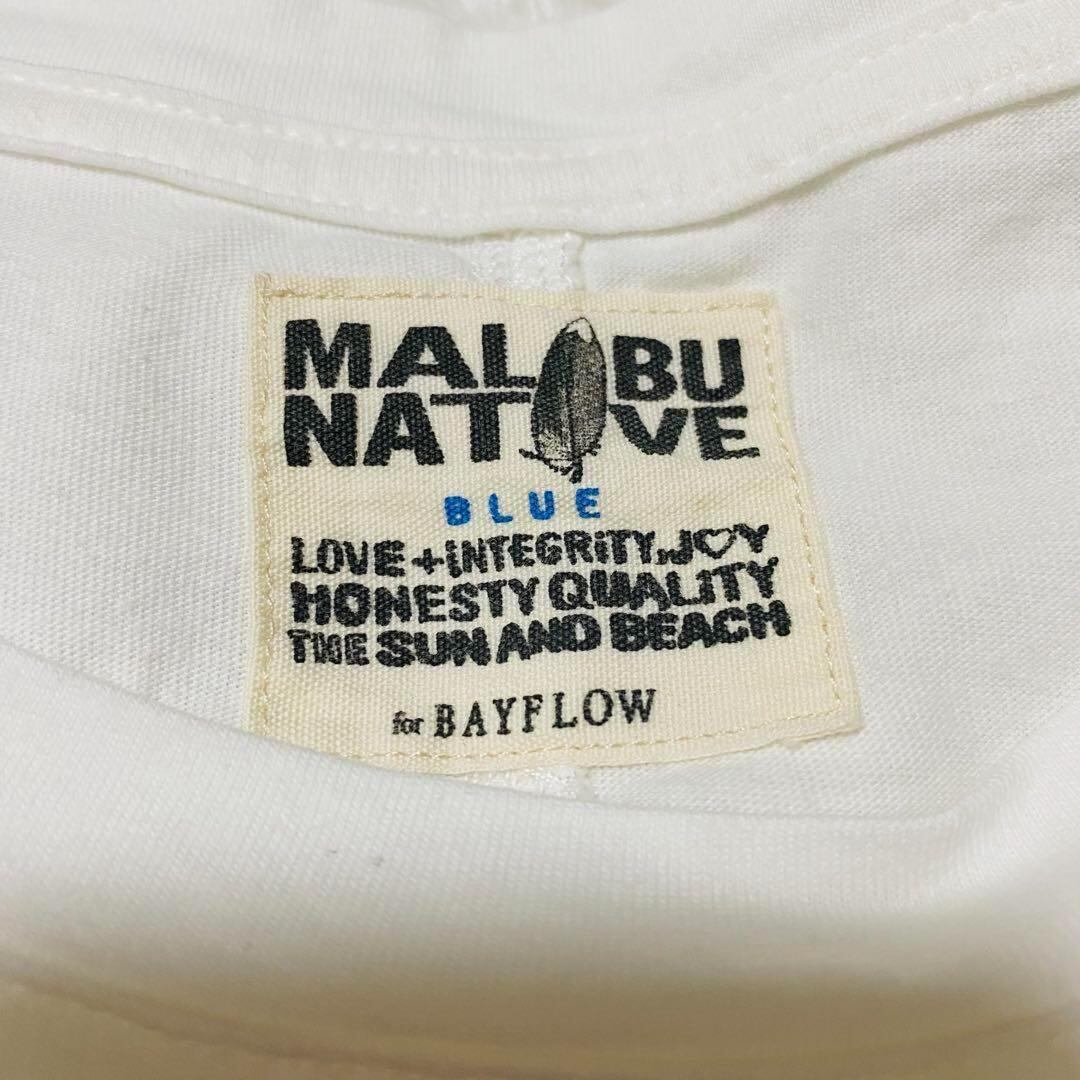 MALIBU
NATIVE
BLUE
LOVE+INTEGRiTY,JOY
HONESTY QUALiTY
THE SUN AND BEACH
for BAYFLOW